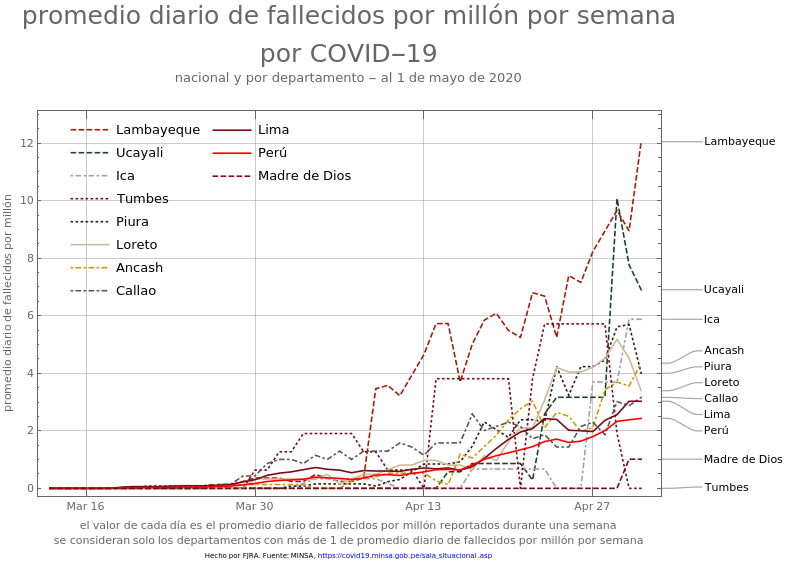 promedio diario de fallecidos por millón por semana
por COVID−19
nacional y por departamento − al 1 de mayo de 2020
promedio diario de fallecidos por millón
12
10
8
6
4
2
0
Lambayeque
Ucayali
Ica
Tumbes
Piura
Loreto
Ancash
Callao
Lima
Perú
Madre de Dios
Lambayeque
Ucayali
Ica
Ancash
Piura
Loreto
Callao
Lima
Perú
Madre de Dios
Tumbes
Mar 16
Mar 30
Apr 13
Apr 27
el valor de cada día es el promedio diario de fallecidos por millón reportados durante una semana
se consideran solo los departamentos con más de 1 de promedio diario de fallecidos por millón por semana
Hecho por FJRA. Fuente: MINSA, https://covid19.minsa.gob.pe/sala_situacional.asp